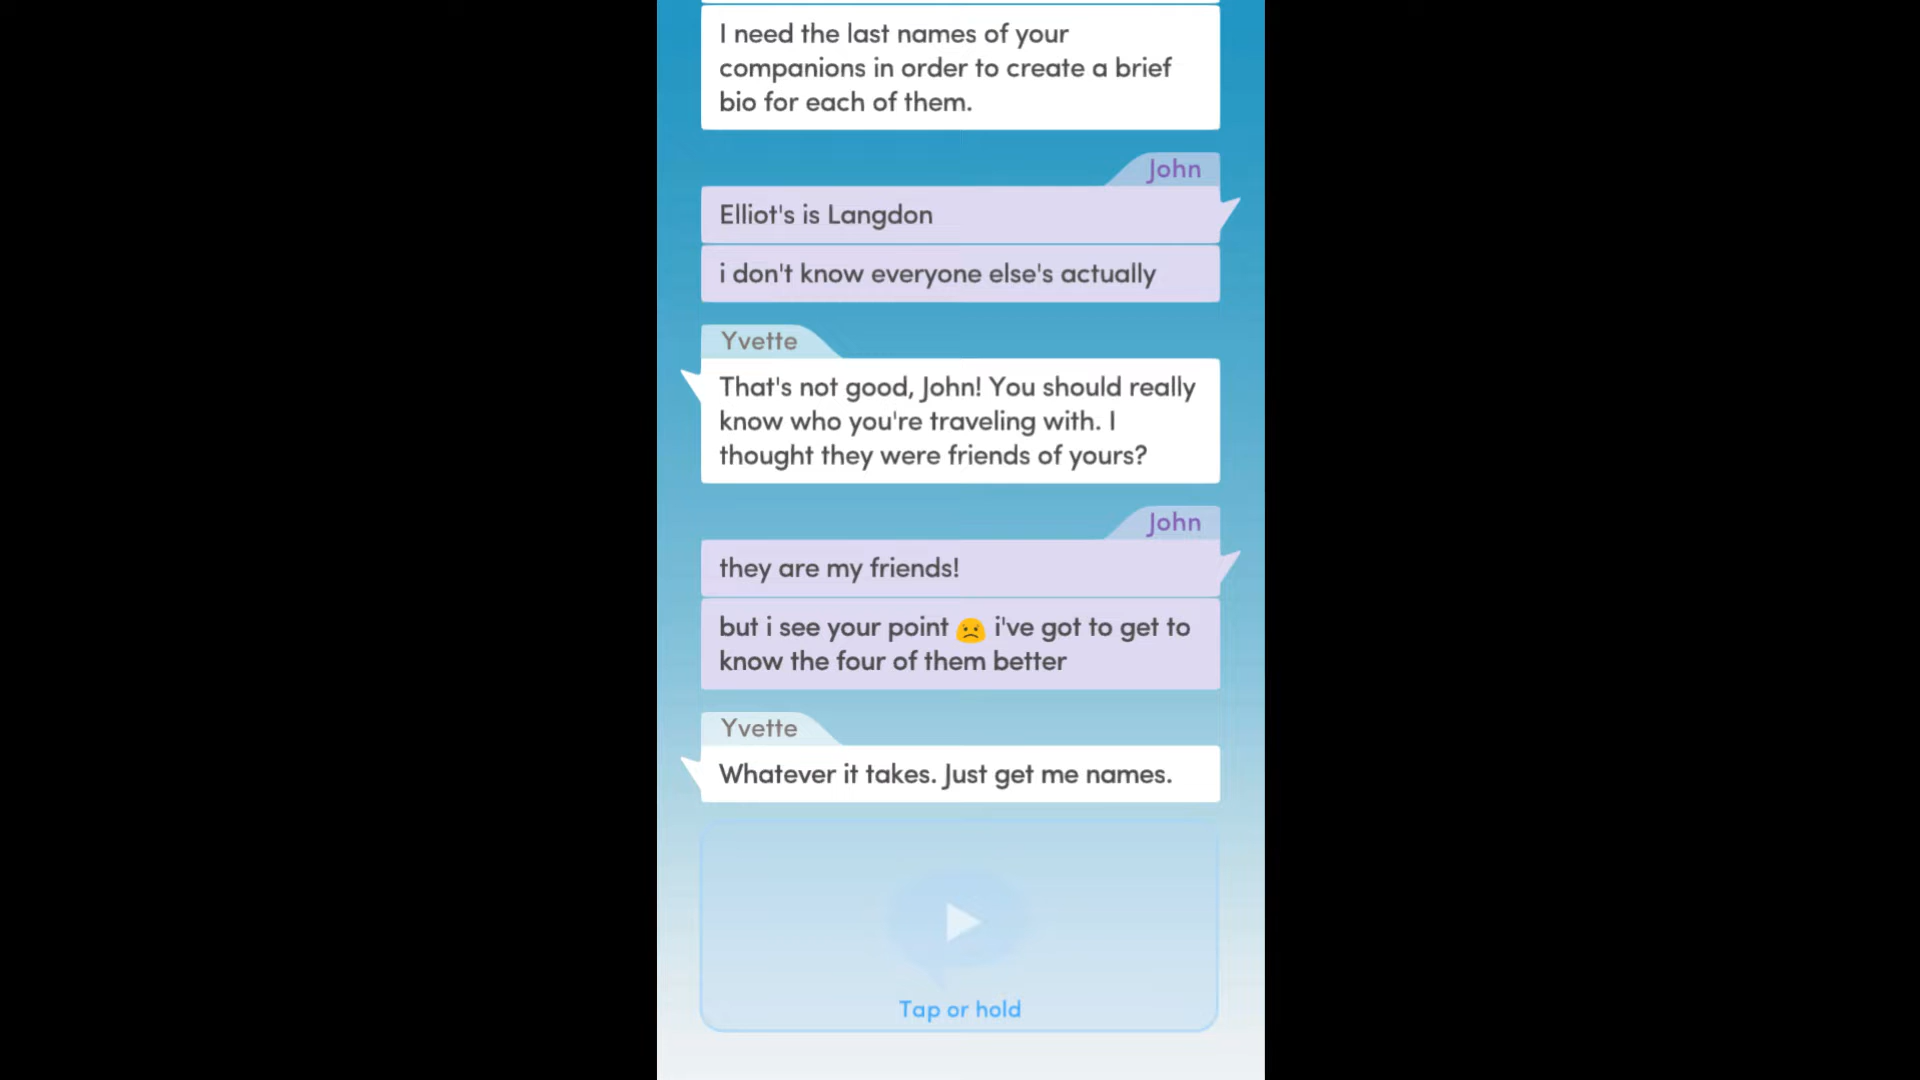 I need the last names of your
companions in order to create a brief
bio for each of them.
John
Elliot's is Langdon
i don't know everyone else's actually
Yvette
That's not good, John! You should really
know who you're traveling with. I
thought they were friends of yours?
John
they are my friends!
but i see your point 🙁 i've got to get to
know the four of them better
Yvette
Whatever it takes. Just get me names.
Tap or hold